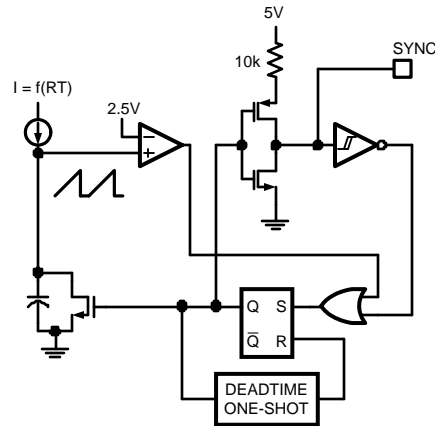 5V
SYNC
10k
I = f(RT)
2.5V
−
+
Q S
Q̅ R
DEADTIME
ONE-SHOT